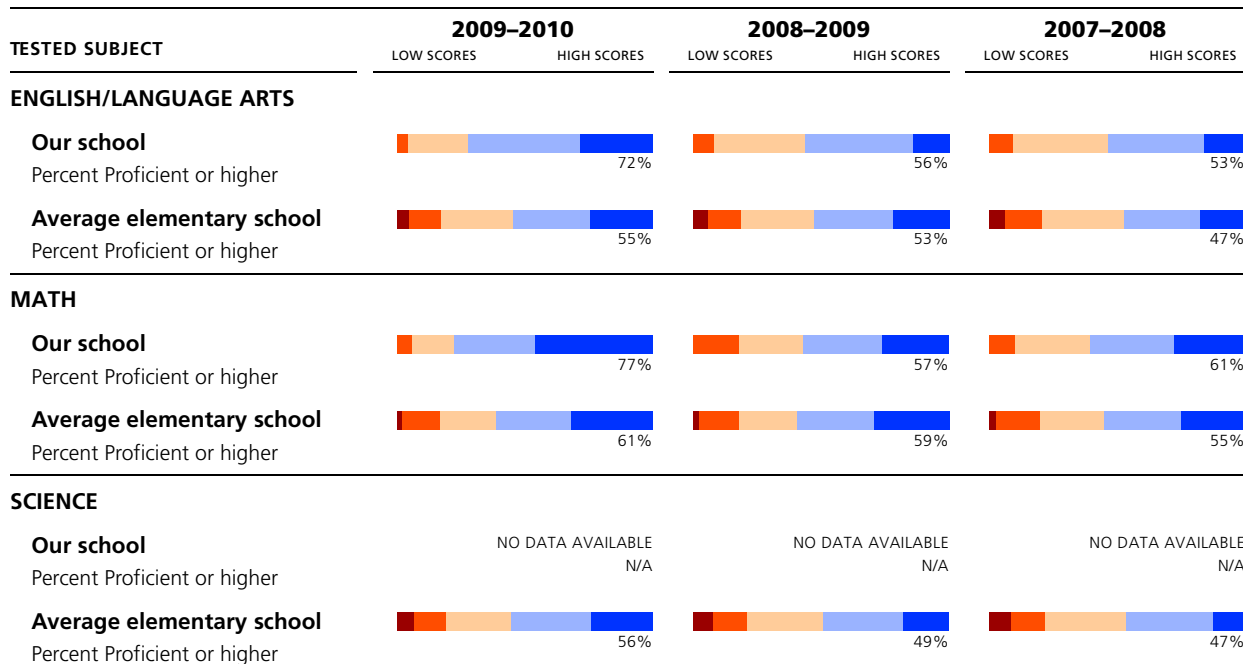 2009–2010 2008–2009 2007–2008
TESTED SUBJECT LOW SCORES HIGH SCORES LOW SCORES HIGH SCORES LOW SCORES HIGH SCORES
ENGLISH/LANGUAGE ARTS
Our school
72% 56% 53%
Percent Proficient or higher
Average elementary school
55% 53% 47%
Percent Proficient or higher
MATH
Our school
77% 57% 61%
Percent Proficient or higher
Average elementary school
61% 59% 55%
Percent Proficient or higher
SCIENCE
Our school NO DATA AVAILABLE NO DATA AVAILABLE NO DATA AVAILABLE
N/A N/A N/A
Percent Proficient or higher
Average elementary school
56% 49% 47%
Percent Proficient or higher